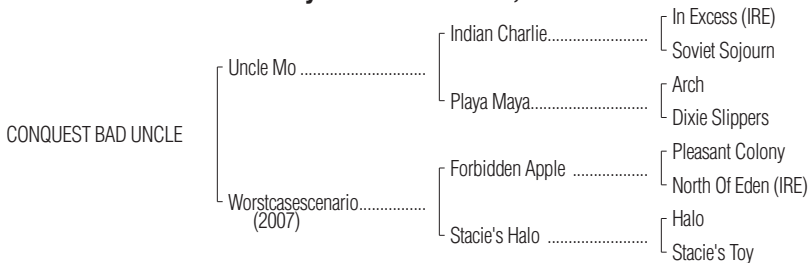 In Excess (IRE)
Indian Charlie
Soviet Sojourn
Uncle Mo
Arch
Playa Maya
Dixie Slippers
CONQUEST BAD UNCLE
Pleasant Colony
Forbidden Apple
North Of Eden (IRE)
Worstcasescenario
(2007)
Halo
Stacie's Halo
Stacie's Toy